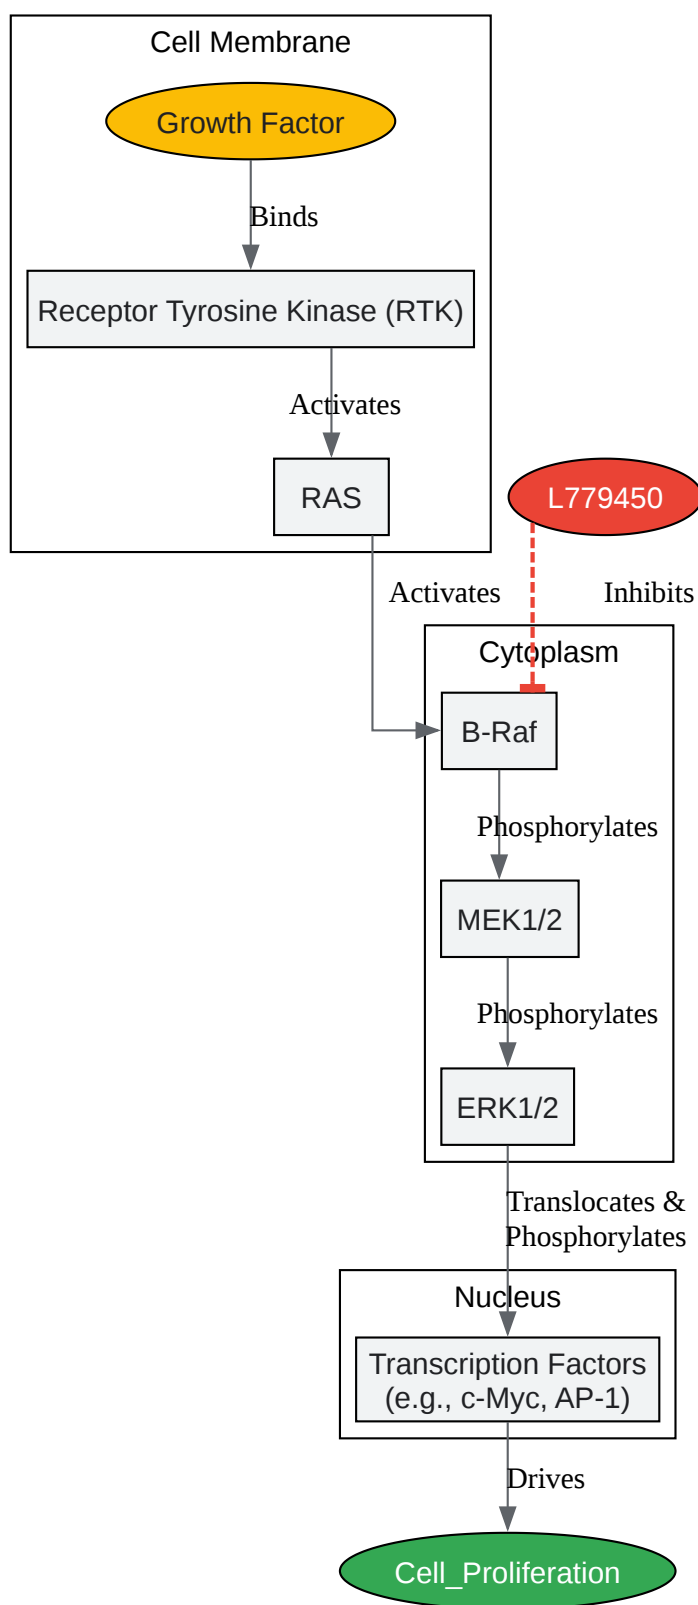 Cell Membrane
Growth Factor
Binds
Receptor Tyrosine Kinase (RTK)
Activates
RAS
L779450
Activates
Inhibits
Cytoplasm
B-Raf
Phosphorylates
MEK1/2
Phosphorylates
ERK1/2
Translocates &
Phosphorylates
Nucleus
Transcription Factors
(e.g., c-Myc, AP-1)
Drives
Cell_Proliferation